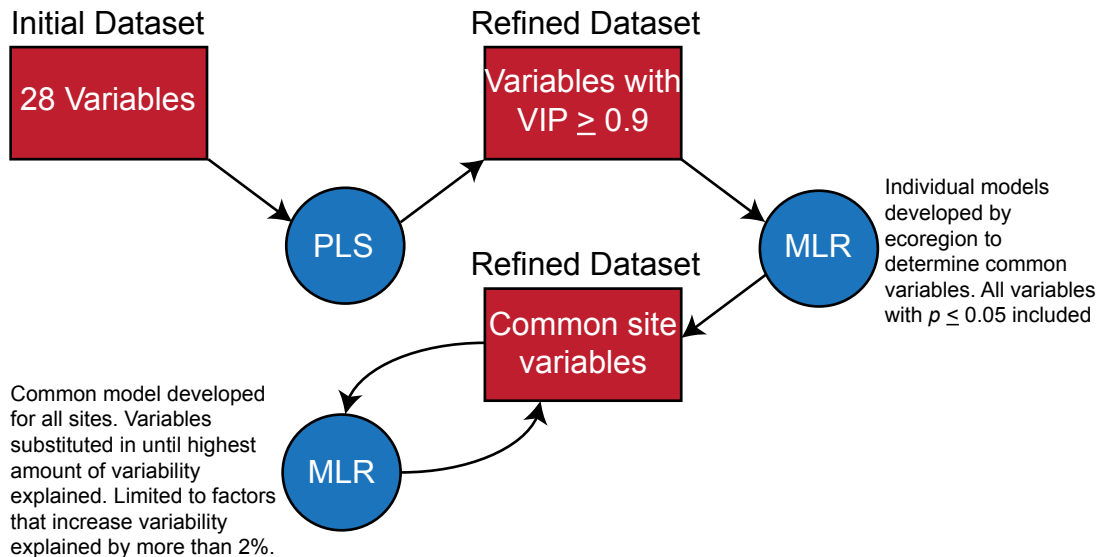 Initial Dataset
28 Variables
PLS
Refined Dataset
Variables with
VIP ≥ 0.9
MLR
Individual models
developed by
ecoregion to
determine common
variables. All variables
with p ≤ 0.05 included
Refined Dataset
Common site
variables
MLR
Common model developed
for all sites. Variables
substituted in until highest
amount of variability
explained. Limited to factors
that increase variability
explained by more than 2%.